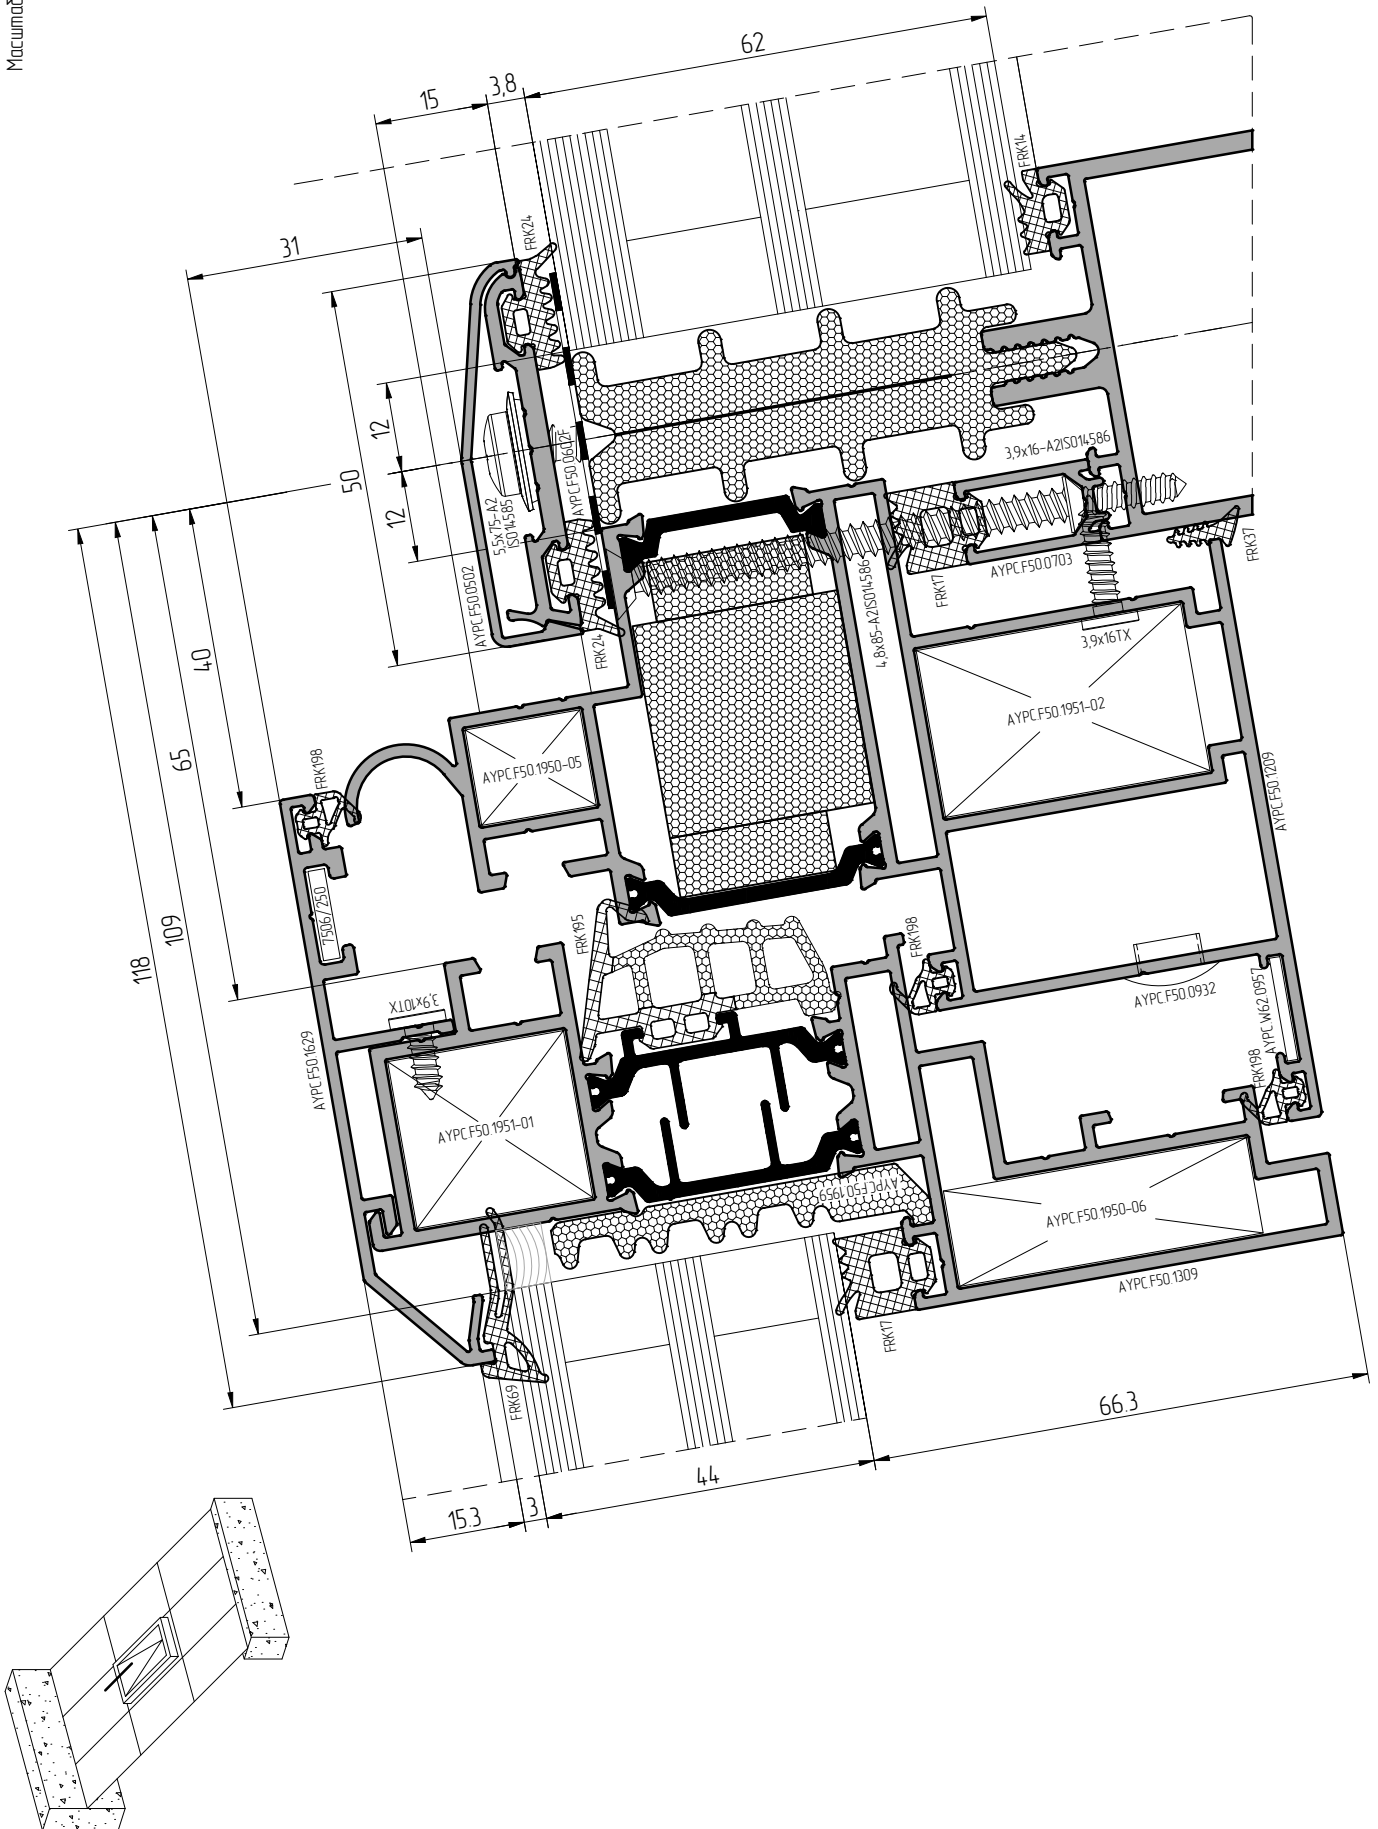 Масштаб
62
3,8
15
FRK14
31
FRK24
12
50
12
3,9x16-A2ISO14586
AYPC.F50.0602F
5,5x75-A2
ISO14585
AYPC.F50.0502
FRK24
FRK17
AYPC.F50.0703
FRK37
4,8x85-A2ISO14586
3,9x16TX
40
65
109
118
AYPC.F50.1951-02
AYPC.F50.1950-05
FRK198
AYPC.F50.1209
7506/250
FRK195
FRK198
AYPC.F50.0932
AYPC.W62.0957
3,9x10TX
AYPC.F50.1629
FRK198
AYPC.F50.1951-01
AYPC.F50.1959
AYPC.F50.1950-06
AYPC.F50.1309
FRK17
FRK69
66.3
44
3
15.3